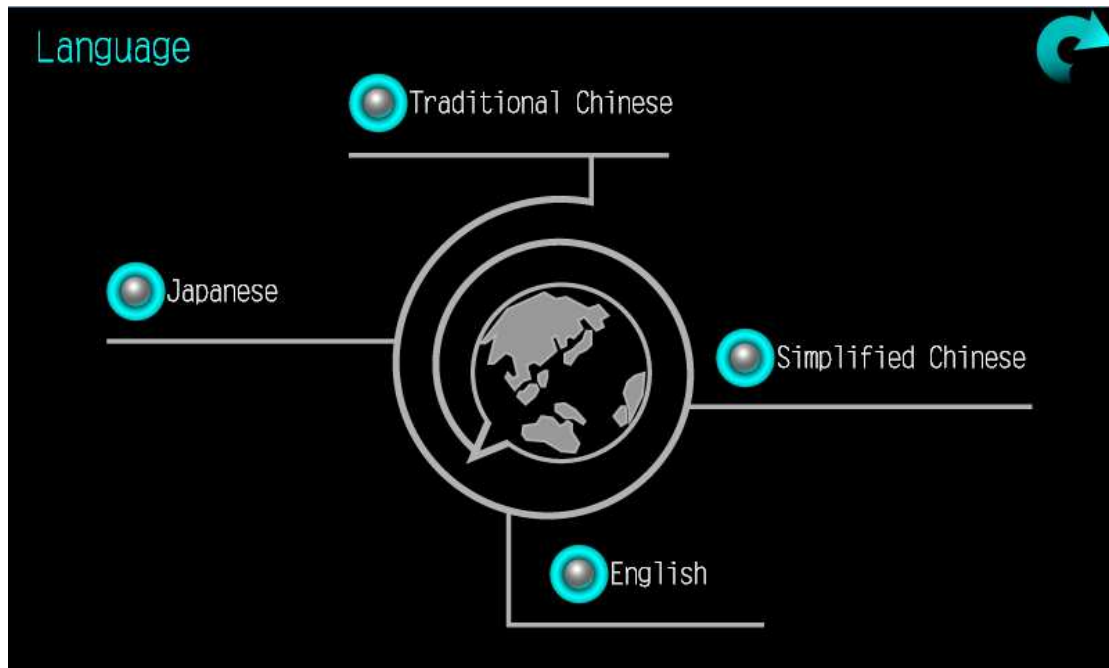 Language
Traditional Chinese
Japanese
Simplified Chinese
English